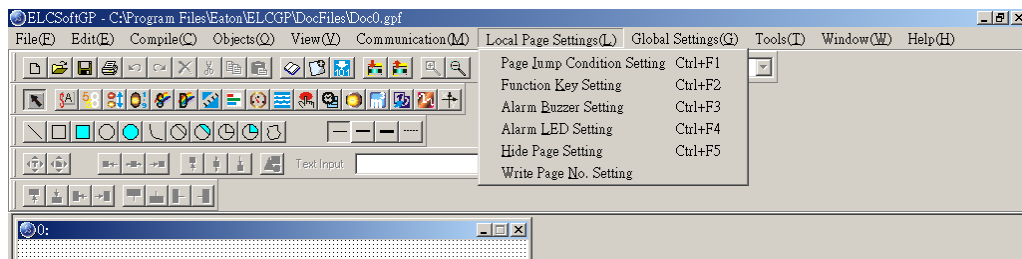 ELCSoftGP - C:\Program Files\Eaton\ELCGP\DocFiles\Doc0.gpf
File(F) Edit(E) Compile(C) Objects(O) View(V) Communication(M) Local Page Settings(L) Global Settings(G) Tools(T) Window(W) Help(H)
Page Jump Condition Setting Ctrl+F1
Function Key Setting Ctrl+F2
Alarm Buzzer Setting Ctrl+F3
Alarm LED Setting Ctrl+F4
Hide Page Setting Ctrl+F5
Write Page No. Setting
Text Input
0: